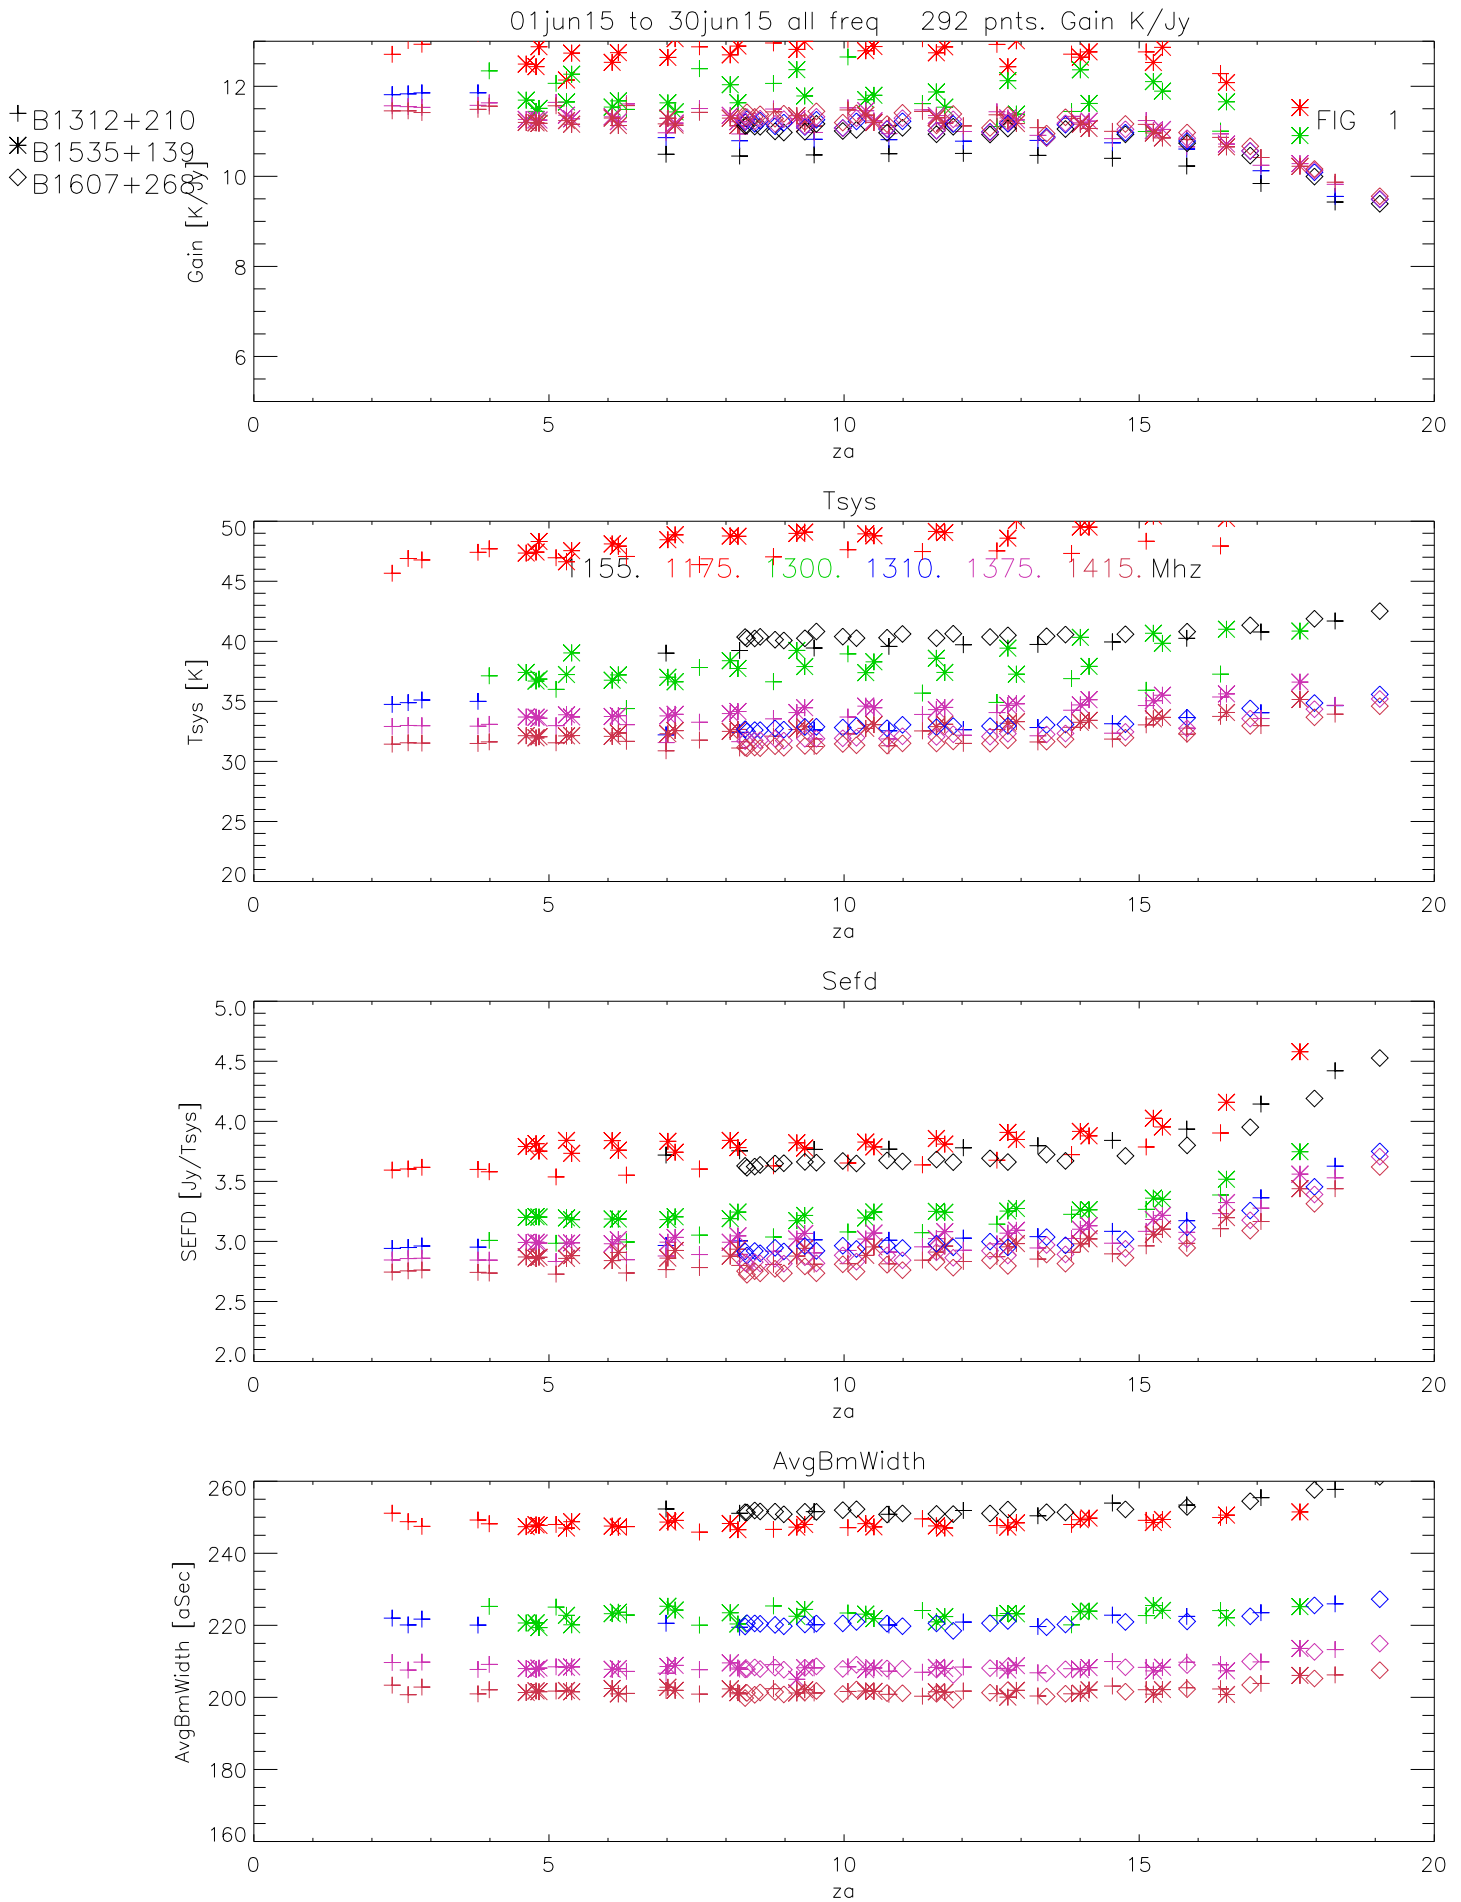 01jun15 to 30jun15 all freq 292 pnts. Gain K/Jy
B1312+210
B1535+139
B1607+268
FIG 1
Gain [K/Jy]
12
10
8
6
0 5 10 15 20
za
Tsys
1155. 1175. 1300. 1310. 1375. 1415. Mhz
Tsys [K]
50
45
40
35
30
25
20
0 5 10 15 20
za
Sefd
SEFD [Jy/Tsys]
5.0
4.5
4.0
3.5
3.0
2.5
2.0
0 5 10 15 20
za
AvgBmWidth
AvgBmWidth [aSec]
260
240
220
200
180
160
0 5 10 15 20
za